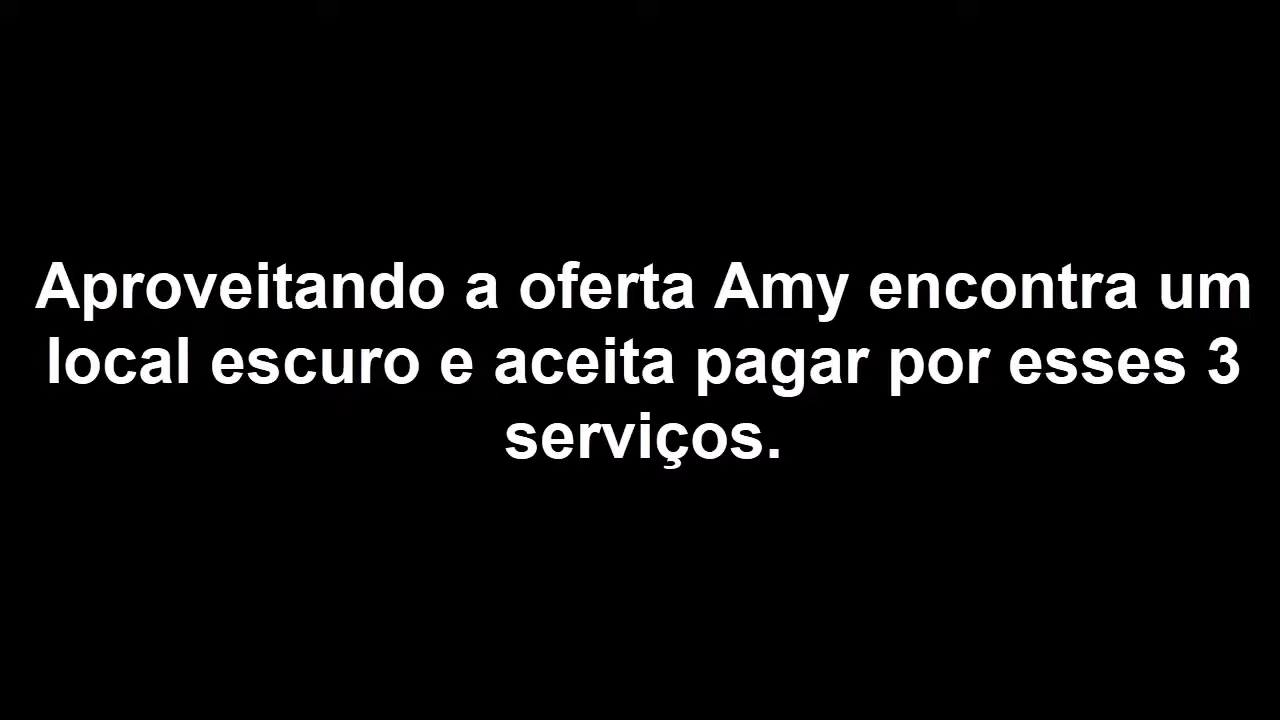 Aproveitando a oferta Amy encontra um
local escuro e aceita pagar por esses 3
serviços.